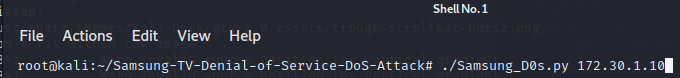 Shell No. 1
File Actions Edit View Help
root@kali:~/Samsung-TV-Denial-of-Service-DoS-Attack# ./Samsung_D0s.py 172.30.1.10